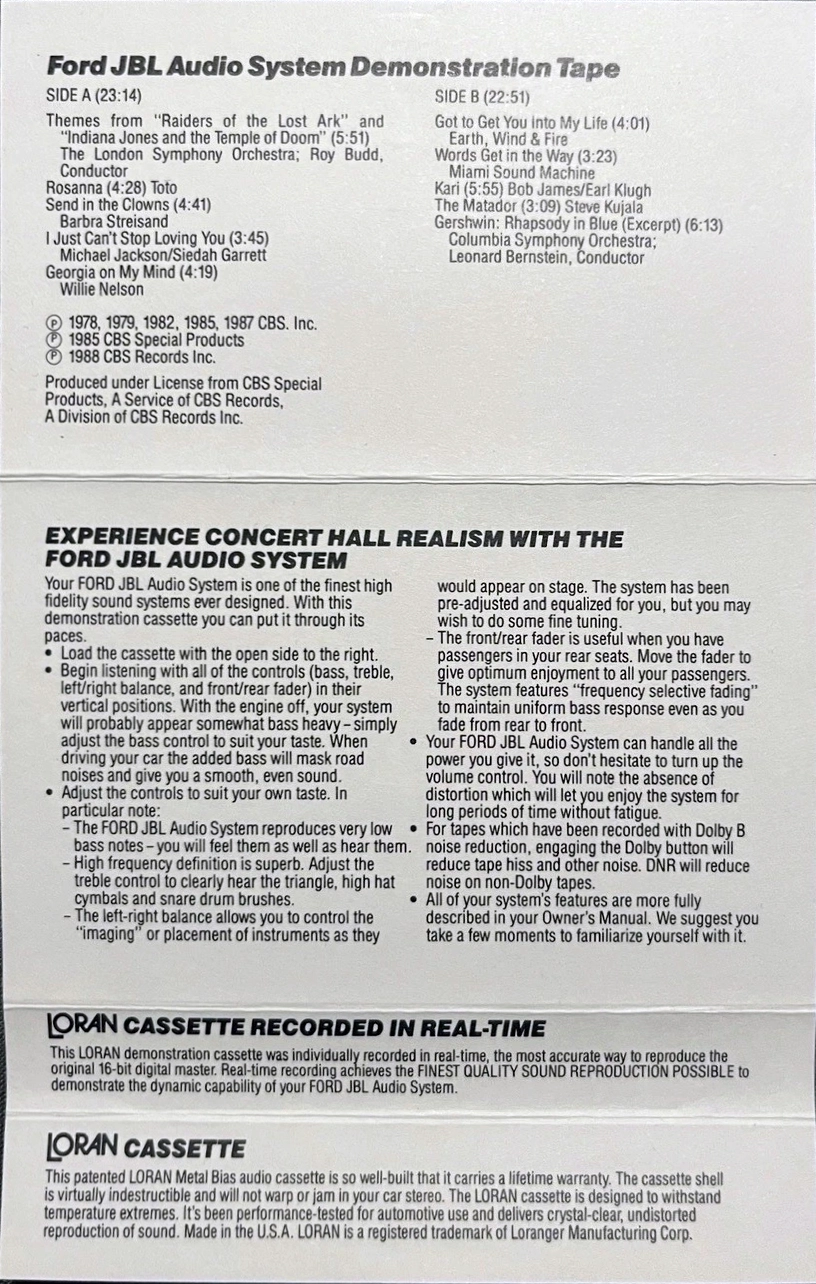 Ford JBL Audio System Demonstration Tape
SIDE A (23:14)
Themes from "Raiders of the Lost Ark" and
"Indiana Jones and the Temple of Doom" (5:51)
The London Symphony Orchestra; Roy Budd,
Conductor
Rosanna (4:28) Toto
Send in the Clowns (4:41)
Barbra Streisand
I Just Can't Stop Loving You (3:45)
Michael Jackson/Siedah Garrett
Georgia on My Mind (4:19)
Willie Nelson
Ⓟ 1978, 1979, 1982, 1985, 1987 CBS. Inc.
Ⓟ 1985 CBS Special Products
Ⓟ 1988 CBS Records Inc.
Produced under License from CBS Special
Products, A Service of CBS Records,
A Division of CBS Records Inc.
SIDE B (22:51)
Got to Get You Into My Life (4:01)
Earth, Wind & Fire
Words Get in the Way (3:23)
Miami Sound Machine
Kari (5:55) Bob James/Earl Klugh
The Matador (3:09) Steve Kujala
Gershwin: Rhapsody in Blue (Excerpt) (6:13)
Columbia Symphony Orchestra;
Leonard Bernstein, Conductor
EXPERIENCE CONCERT HALL REALISM WITH THE
FORD JBL AUDIO SYSTEM
Your FORD JBL Audio System is one of the finest high
fidelity sound systems ever designed. With this
demonstration cassette you can put it through its
paces.
• Load the cassette with the open side to the right.
• Begin listening with all of the controls (bass, treble,
left/right balance, and front/rear fader) in their
vertical positions. With the engine off, your system
will probably appear somewhat bass heavy – simply
adjust the bass control to suit your taste. When
driving your car the added bass will mask road
noises and give you a smooth, even sound.
• Adjust the controls to suit your own taste. In
particular note:
– The FORD JBL Audio System reproduces very low
bass notes – you will feel them as well as hear them.
– High frequency definition is superb. Adjust the
treble control to clearly hear the triangle, high hat
cymbals and snare drum brushes.
– The left-right balance allows you to control the
"imaging" or placement of instruments as they
would appear on stage. The system has been
pre-adjusted and equalized for you, but you may
wish to do some fine tuning.
– The front/rear fader is useful when you have
passengers in your rear seats. Move the fader to
give optimum enjoyment to all your passengers.
The system features "frequency selective fading"
to maintain uniform bass response even as you
fade from rear to front.
• Your FORD JBL Audio System can handle all the
power you give it, so don't hesitate to turn up the
volume control. You will note the absence of
distortion which will let you enjoy the system for
long periods of time without fatigue.
• For tapes which have been recorded with Dolby B
noise reduction, engaging the Dolby button will
reduce tape hiss and other noise. DNR will reduce
noise on non-Dolby tapes.
• All of your system's features are more fully
described in your Owner's Manual. We suggest you
take a few moments to familiarize yourself with it.
LORAN CASSETTE RECORDED IN REAL-TIME
This LORAN demonstration cassette was individually recorded in real-time, the most accurate way to reproduce the
original 16-bit digital master. Real-time recording achieves the FINEST QUALITY SOUND REPRODUCTION POSSIBLE to
demonstrate the dynamic capability of your FORD JBL Audio System.
LORAN CASSETTE
This patented LORAN Metal Bias audio cassette is so well-built that it carries a lifetime warranty. The cassette shell
is virtually indestructible and will not warp or jam in your car stereo. The LORAN cassette is designed to withstand
temperature extremes. It's been performance-tested for automotive use and delivers crystal-clear, undistorted
reproduction of sound. Made in the U.S.A. LORAN is a registered trademark of Loranger Manufacturing Corp.